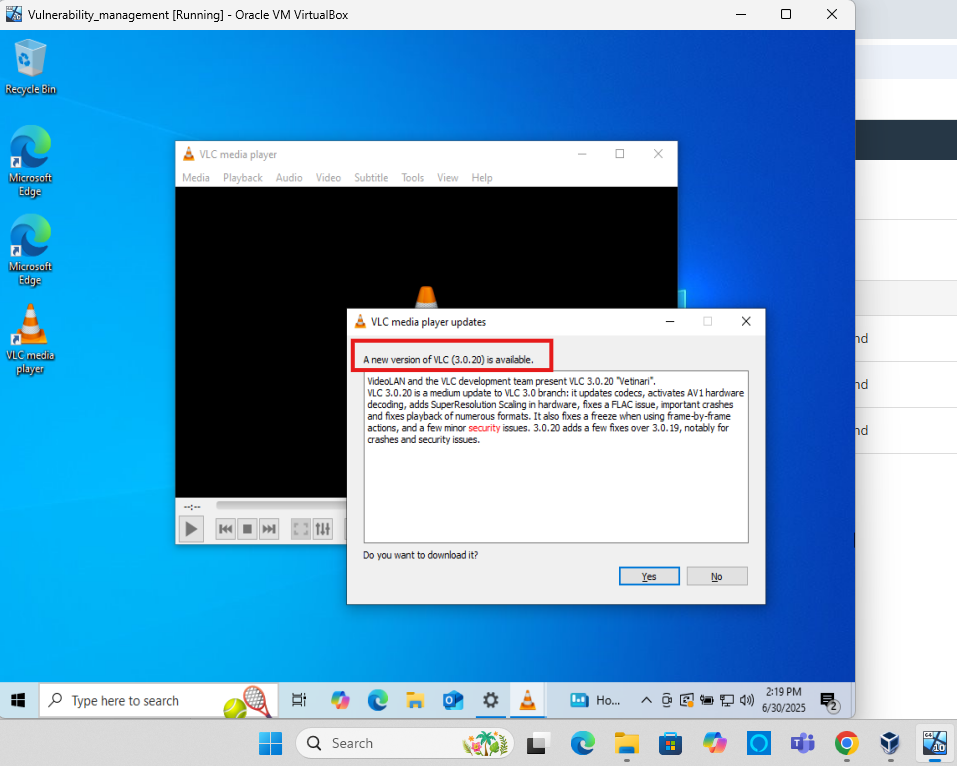 Vulnerability_management [Running] - Oracle VM VirtualBox
Recycle Bin
Microsoft
Edge
Microsoft
Edge
VLC media
player
VLC media player
Media Playback Audio Video Subtitle Tools View Help
VLC media player updates
A new version of VLC (3.0.20) is available.
VideoLAN and the VLC development team present VLC 3.0.20 "Vetinari".
VLC 3.0.20 is a medium update to VLC 3.0 branch: it updates codecs, activates AV1 hardware
decoding, adds SuperResolution Scaling in hardware, fixes a FLAC issue, important crashes
and fixes playback of numerous formats. It also fixes a freeze when using frame-by-frame
actions, and a few minor security issues. 3.0.20 adds a few fixes over 3.0.19, notably for
crashes and security issues.
Do you want to download it?
Yes No
--:--
nd
nd
nd
Type here to search
Ho...
2:19 PM
6/30/2025
2
Search
64
10